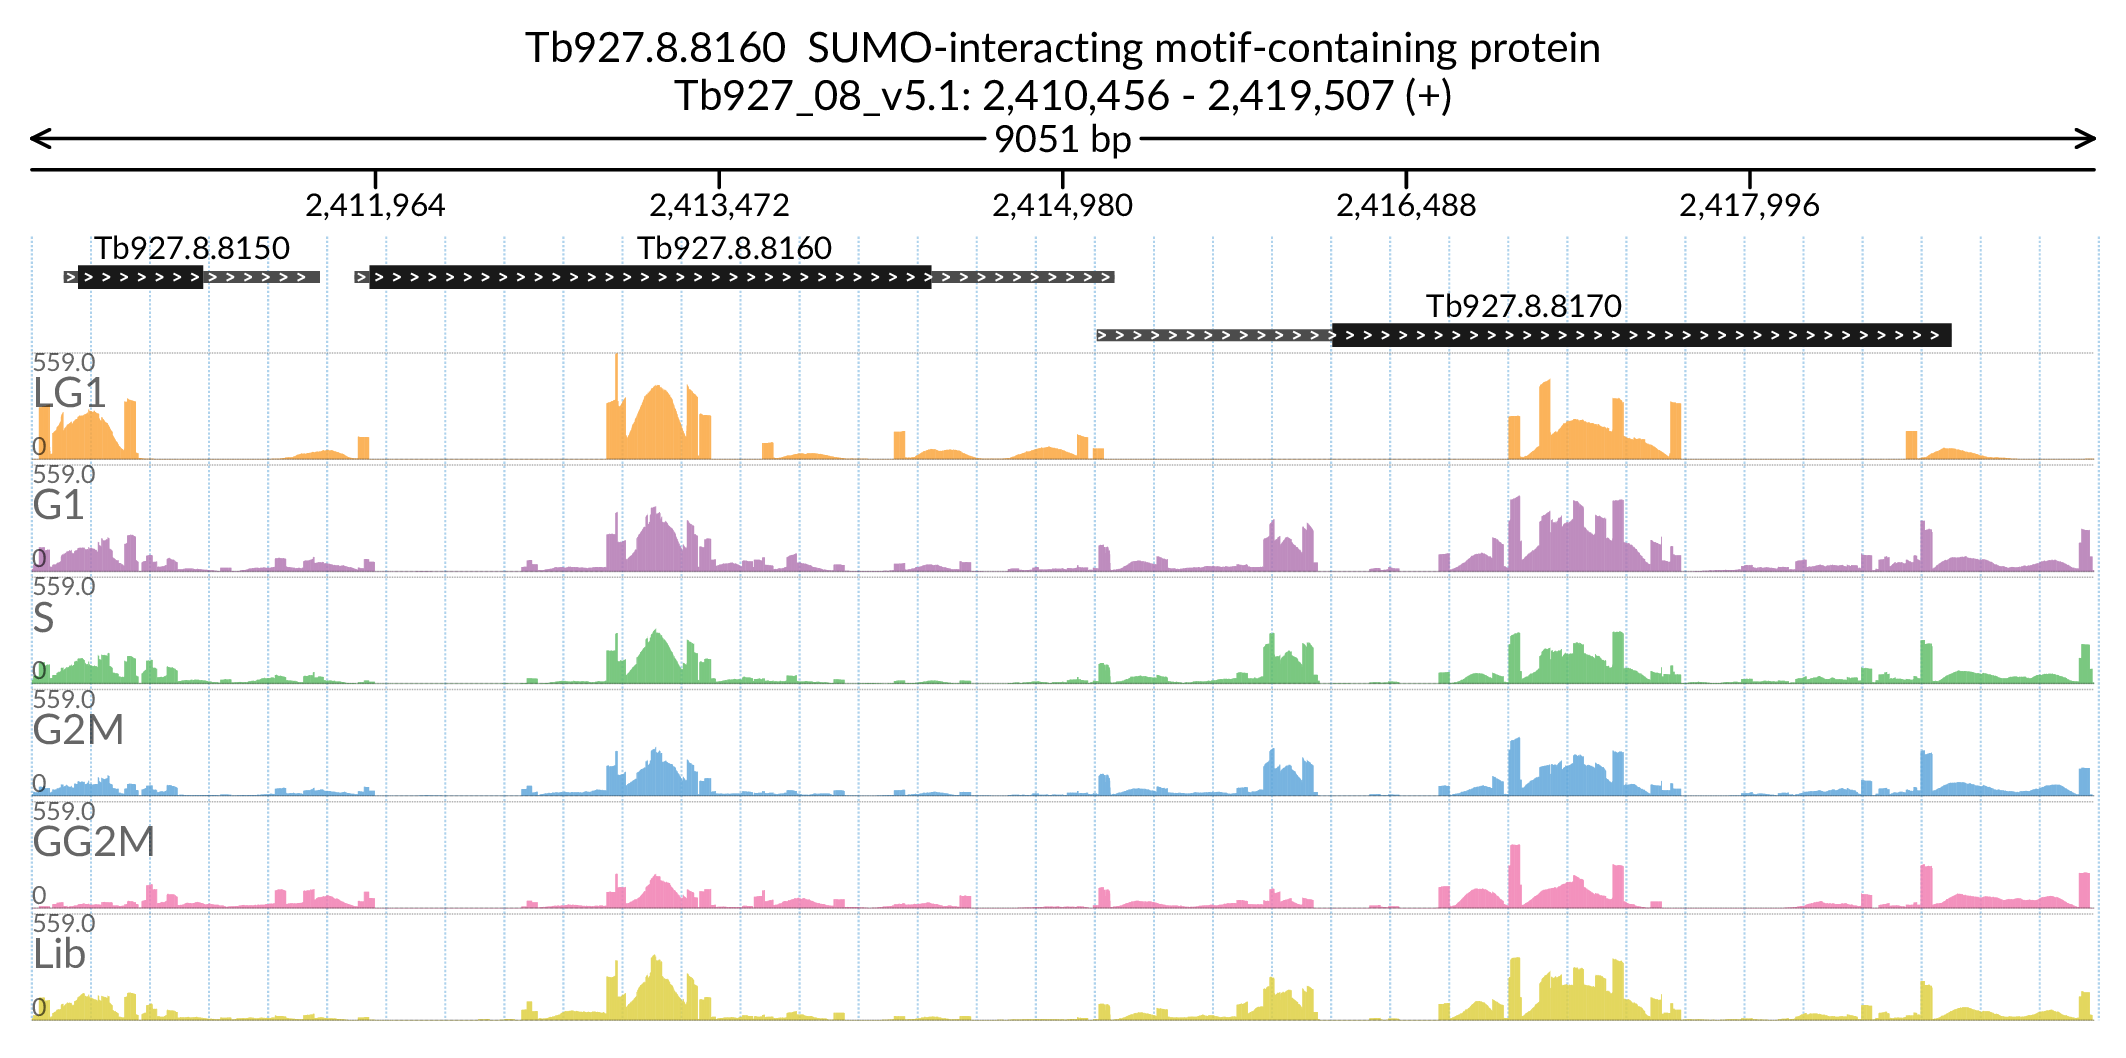 Tb927.8.8160  SUMO-interacting motif-containing protein
Tb927_08_v5.1: 2,410,456 - 2,419,507 (+)
9051 bp
2,411,964 2,413,472 2,414,980 2,416,488 2,417,996
Tb927.8.8150 Tb927.8.8160
Tb927.8.8170
559.0
LG1
0
559.0
G1
0
559.0
S
0
559.0
G2M
0
559.0
GG2M
0
559.0
Lib
0